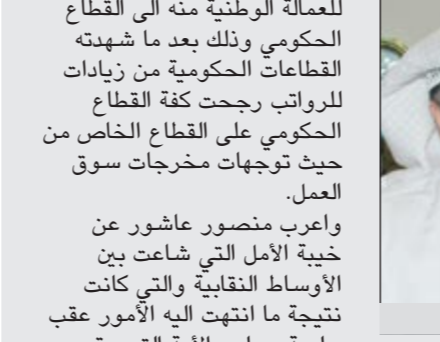 للعمالة الوطنية منه الى القطاع
الحكومي وذلك بعد ما شهدته
القطاعات الحكومية من زيادات
للرواتب رجحت كفة القطاع
الحكومي على القطاع الخاص من
حيث توجهات مخرجات سوق
العمل.
واعرب منصور عاشور عن
خيبة الأمل التي شاعت بين
الأوساط النقابية والتي كانت
نتيجة ما انتهت اليه الأمور عقب